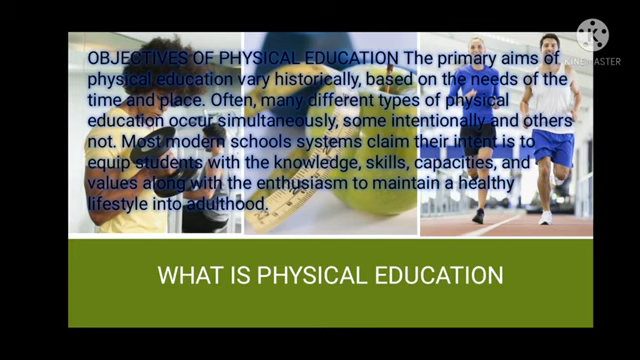 OBJECTIVES OF PHYSICAL EDUCATION The primary aims of
physical education vary historically, based on the needs of the
time and place. Often, many different types of physical
education occur simultaneously, some intentionally and others
not. Most modern schools systems claim their intent is to
equip students with the knowledge, skills, capacities, and
values along with the enthusiasm to maintain a healthy
lifestyle into adulthood.
WHAT IS PHYSICAL EDUCATION
KINEMASTER